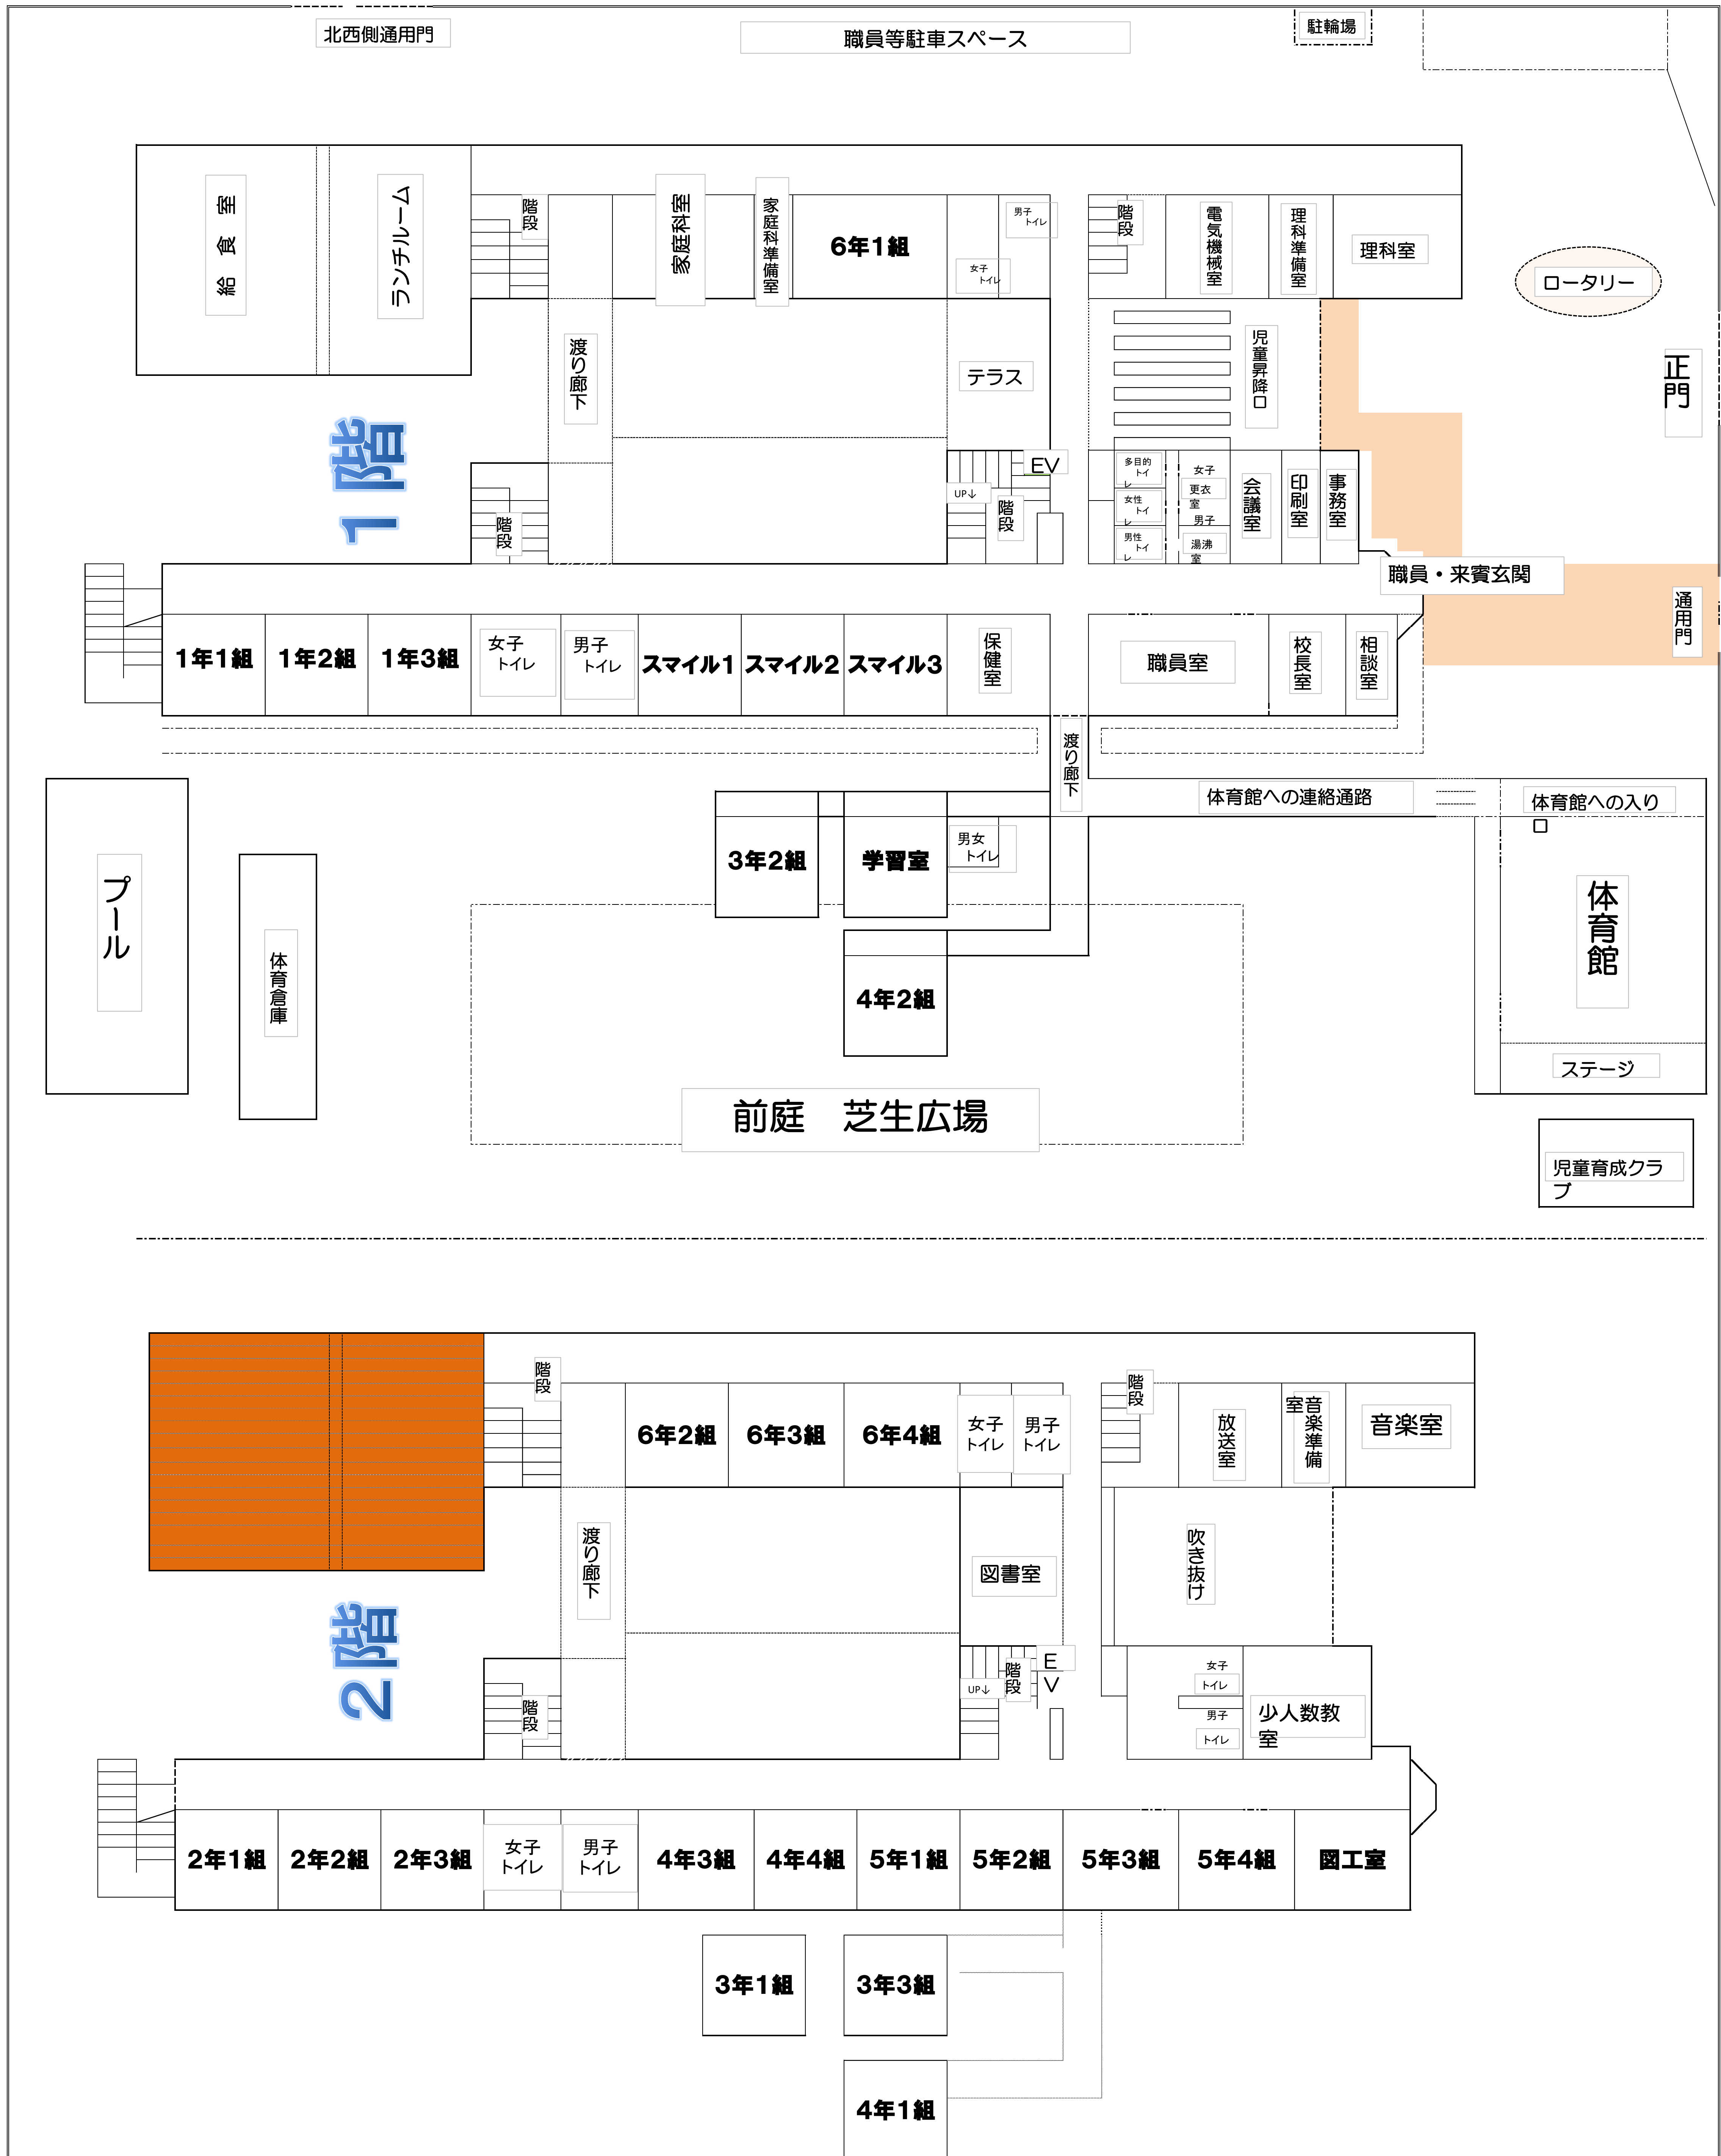 北西側通用門
職員等駐車スペース
駐輪場
給食室
ランチルーム
階段
家庭科室
家庭科準備室
6年1組
男子
トイレ
女子
トイレ
階段
電気機械室
理科準備室
理科室
ロータリー
正門
渡り廊下
テラス
児童昇降口
1階
階段
UP↓
EV
階段
多目的
トイ
レ
女性
トイ
レ
男性
トイ
レ
女子
更衣
室
男子
湯沸
室
会議室
印刷室
事務室
職員・来賓玄関
通用門
1年1組
1年2組
1年3組
女子
トイレ
男子
トイレ
スマイル1
スマイル2
スマイル3
保健室
職員室
校長室
相談室
渡り廊下
体育館への連絡通路
体育館への入り
口
プール
体育倉庫
3年2組
学習室
男女
トイレ
4年2組
体育館
ステージ
前庭　芝生広場
児童育成クラ
ブ
階段
6年2組
6年3組
6年4組
女子
トイレ
男子
トイレ
階段
放送室
音楽準備
室
音楽室
渡り廊下
図書室
吹き抜け
2階
階段
UP↓
階段
E
V
女子
トイレ
男子
トイレ
少人数教
室
2年1組
2年2組
2年3組
女子
トイレ
男子
トイレ
4年3組
4年4組
5年1組
5年2組
5年3組
5年4組
図工室
3年1組
3年3組
4年1組